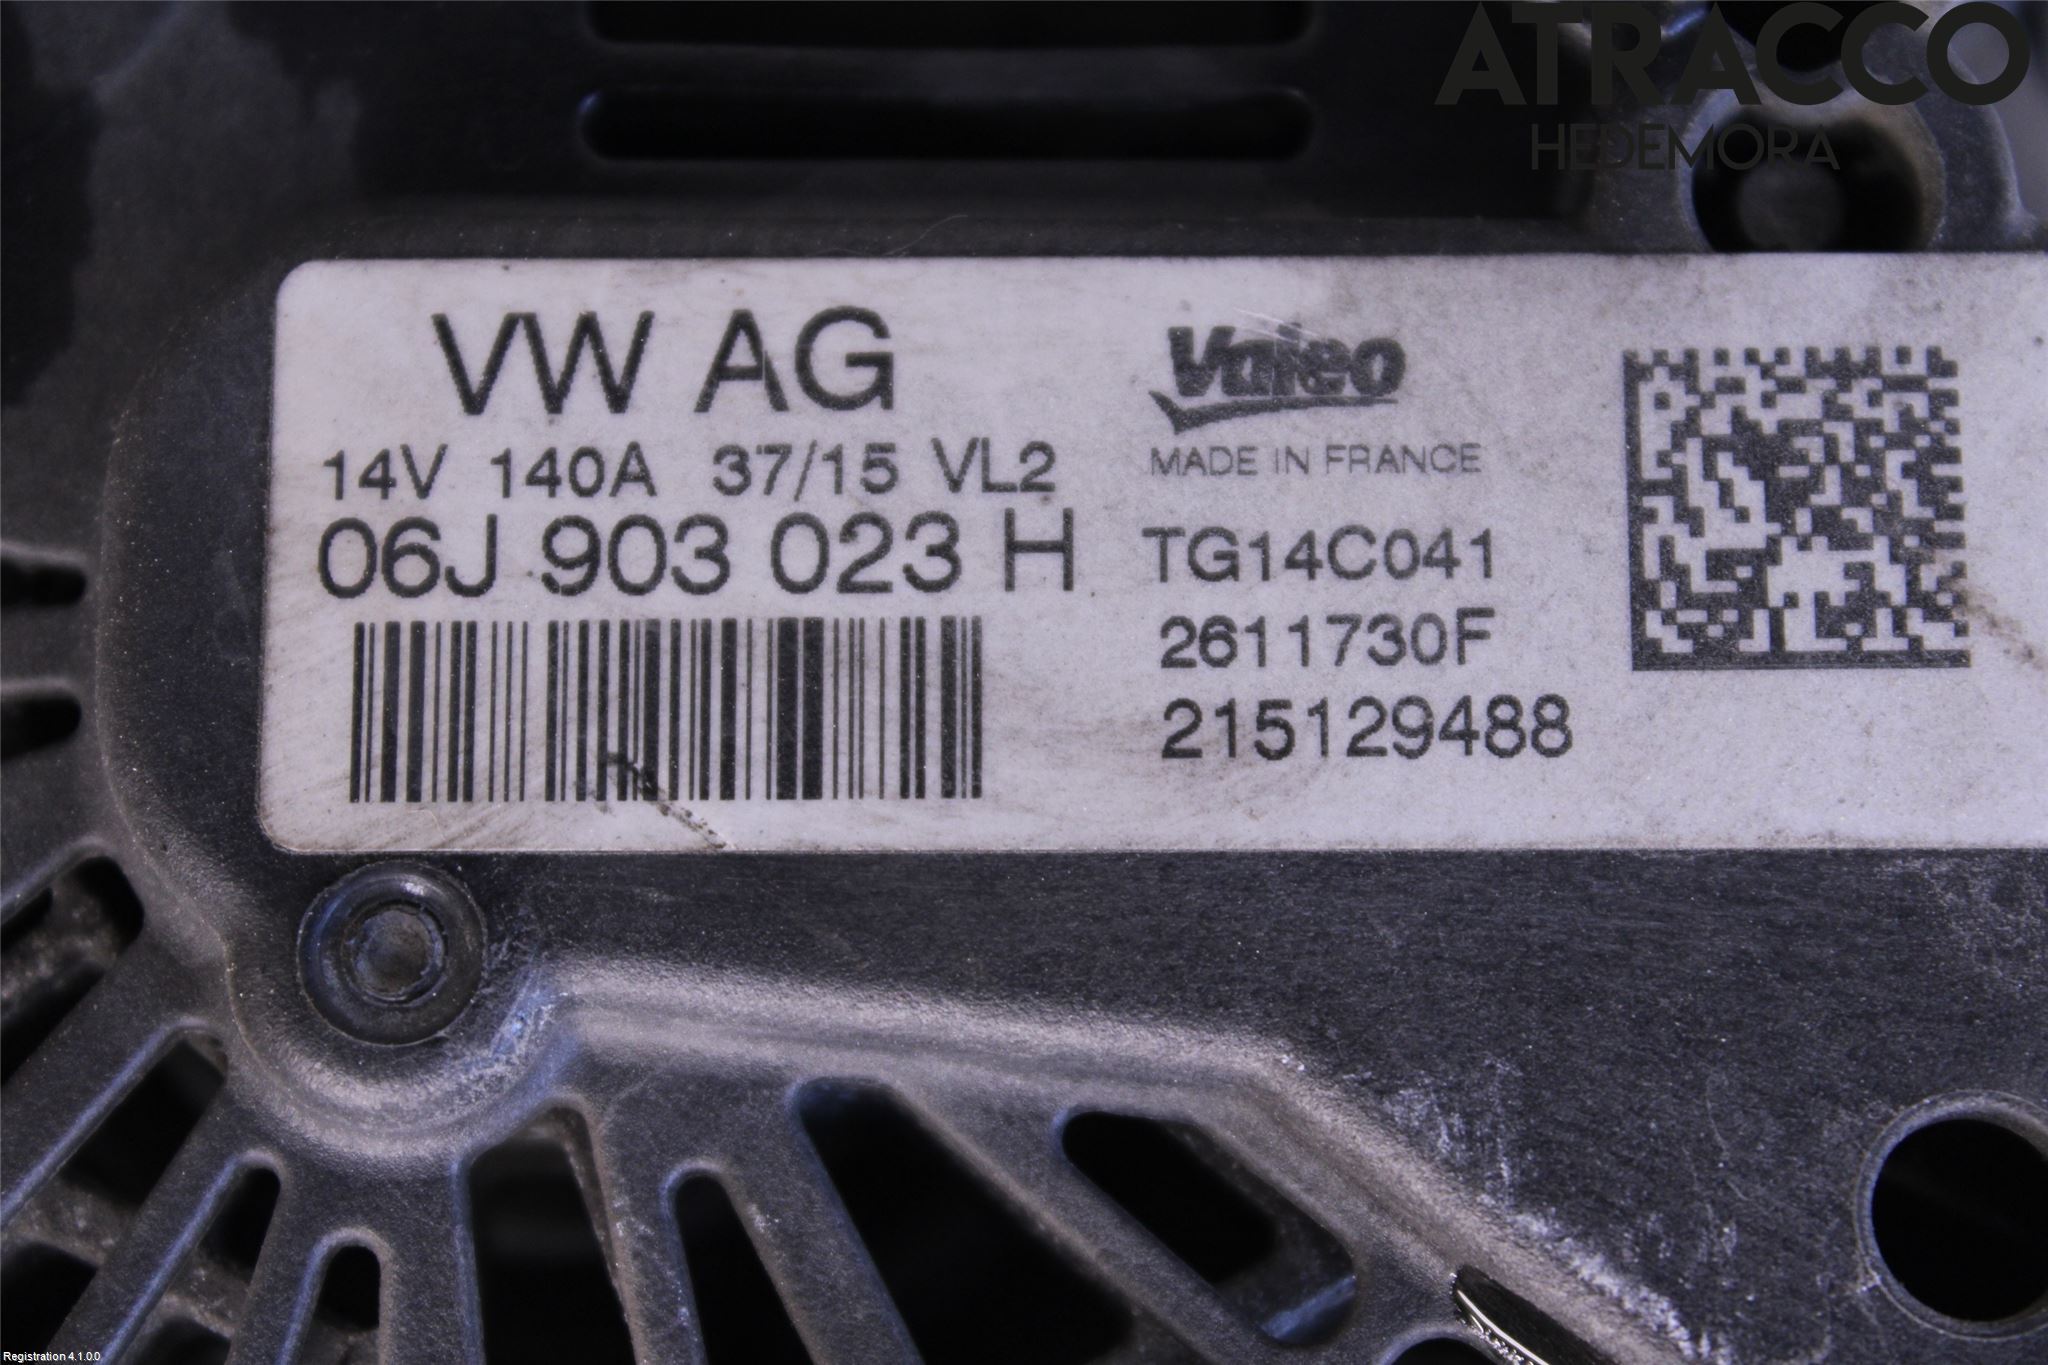 ATRACCO
HEDEMORA
VW AG
14V 140A 37/15 VL2
06J 903 023 H
Valeo
MADE IN FRANCE
TG14C041
2611730F
215129488
Registration 4.1.0.0